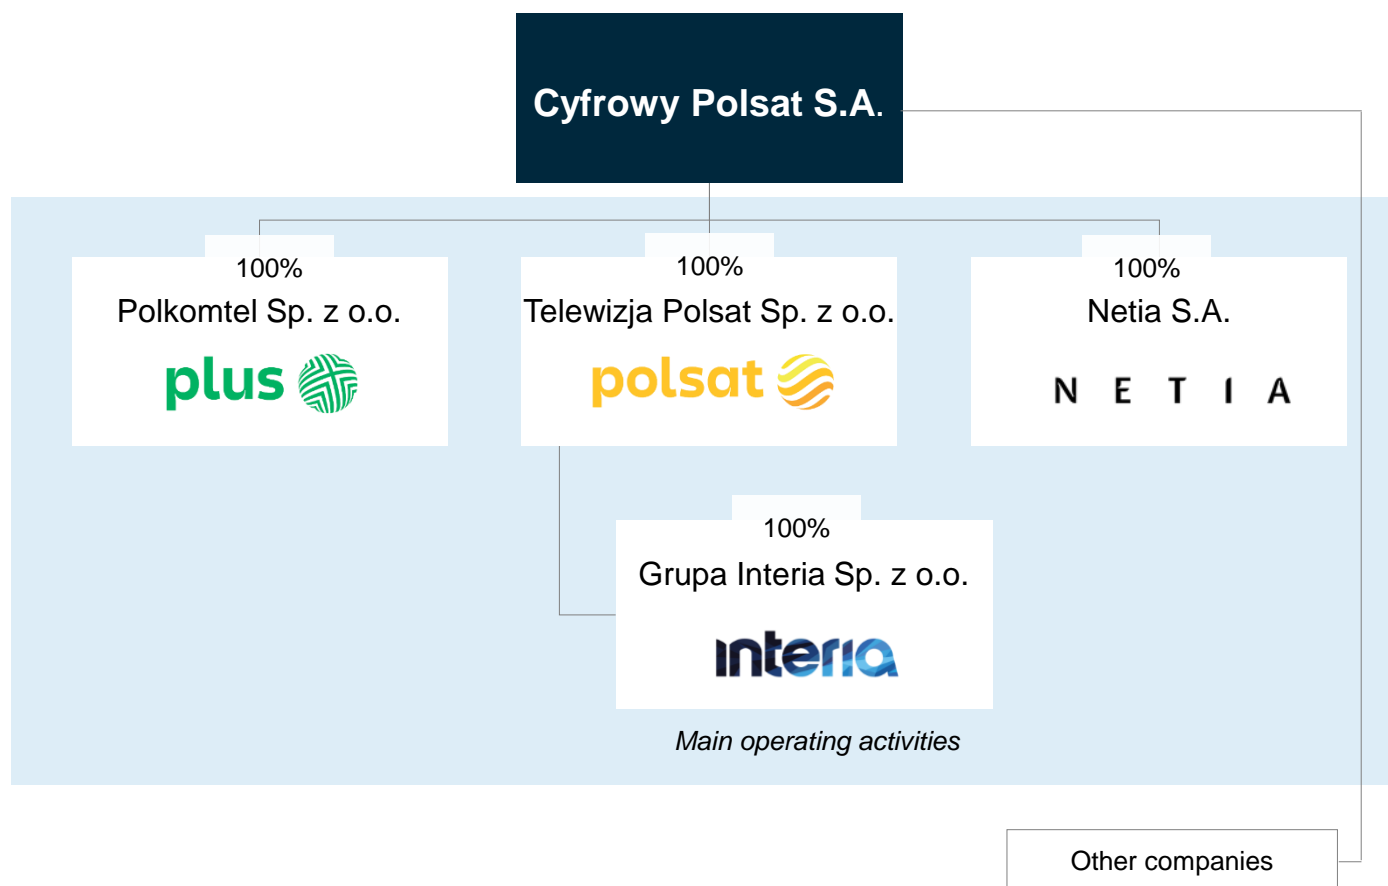 Cyfrowy Polsat S.A.
100%
Polkomtel Sp. z o.o.
plus
100%
Telewizja Polsat Sp. z o.o.
polsat
100%
Netia S.A.
NETIA
100%
Grupa Interia Sp. z o.o.
interia
Main operating activities
Other companies